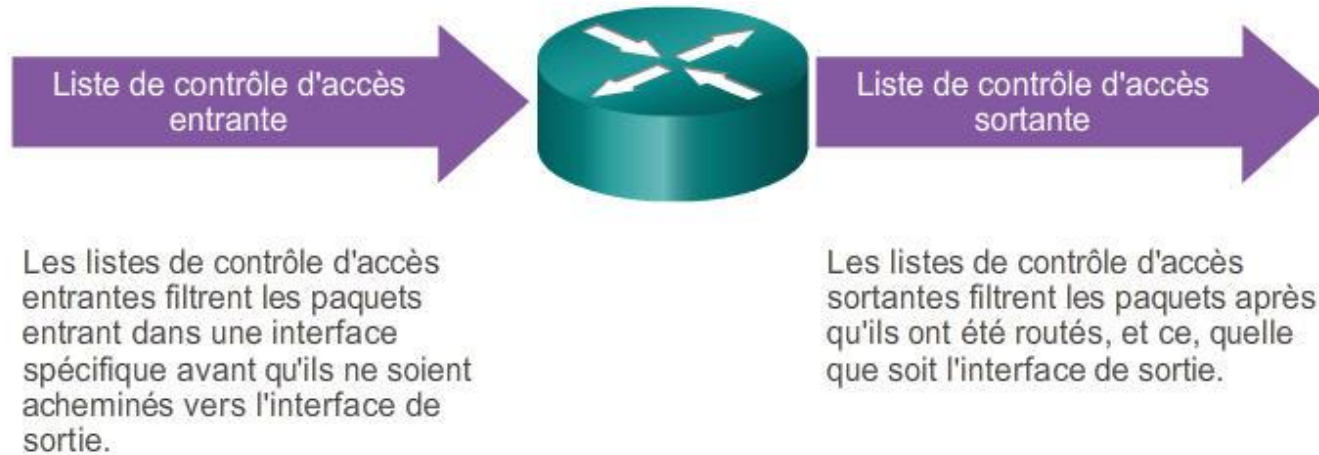 Liste de contrôle d'accès
entrante
Liste de contrôle d'accès
sortante
Les listes de contrôle d'accès
entrantes filtrent les paquets
entrant dans une interface
spécifique avant qu'ils ne soient
acheminés vers l'interface de
sortie.
Les listes de contrôle d'accès
sortantes filtrent les paquets après
qu'ils ont été routés, et ce, quelle
que soit l'interface de sortie.